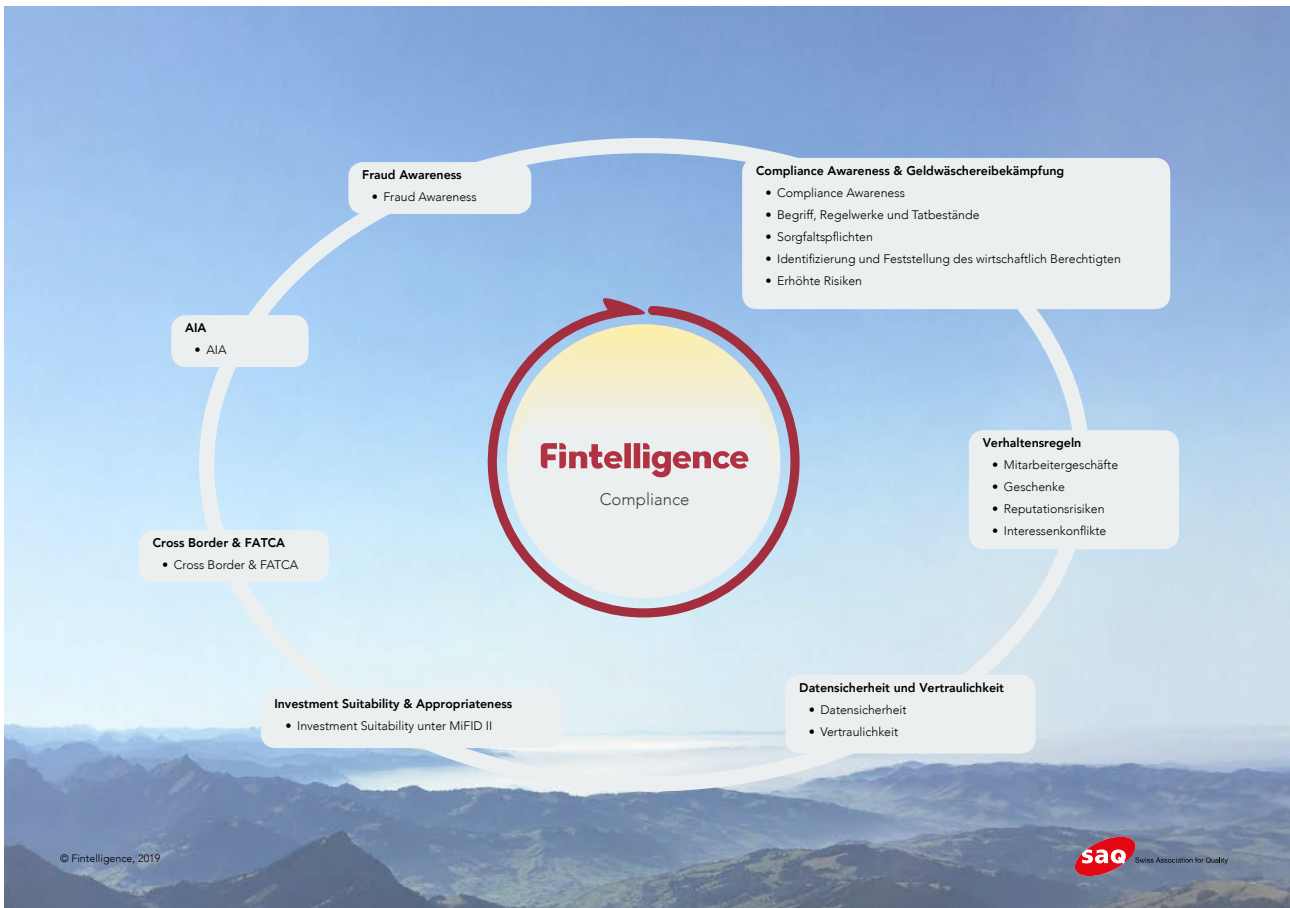 Fraud Awareness
• Fraud Awareness
Compliance Awareness & Geldwäschereibekämpfung
• Compliance Awareness
• Begriff, Regelwerke und Tatbestände
• Sorgfaltspflichten
• Identifizierung und Feststellung des wirtschaftlich Berechtigten
• Erhöhte Risiken
AIA
• AIA
Fintelligence
Compliance
Verhaltensregeln
• Mitarbeitergeschäfte
• Geschenke
• Reputationsrisiken
• Interessenkonflikte
Cross Border & FATCA
• Cross Border & FATCA
Investment Suitability & Appropriateness
• Investment Suitability unter MiFID II
Datensicherheit und Vertraulichkeit
• Datensicherheit
• Vertraulichkeit
© Fintelligence, 2019
saq Swiss Association for Quality